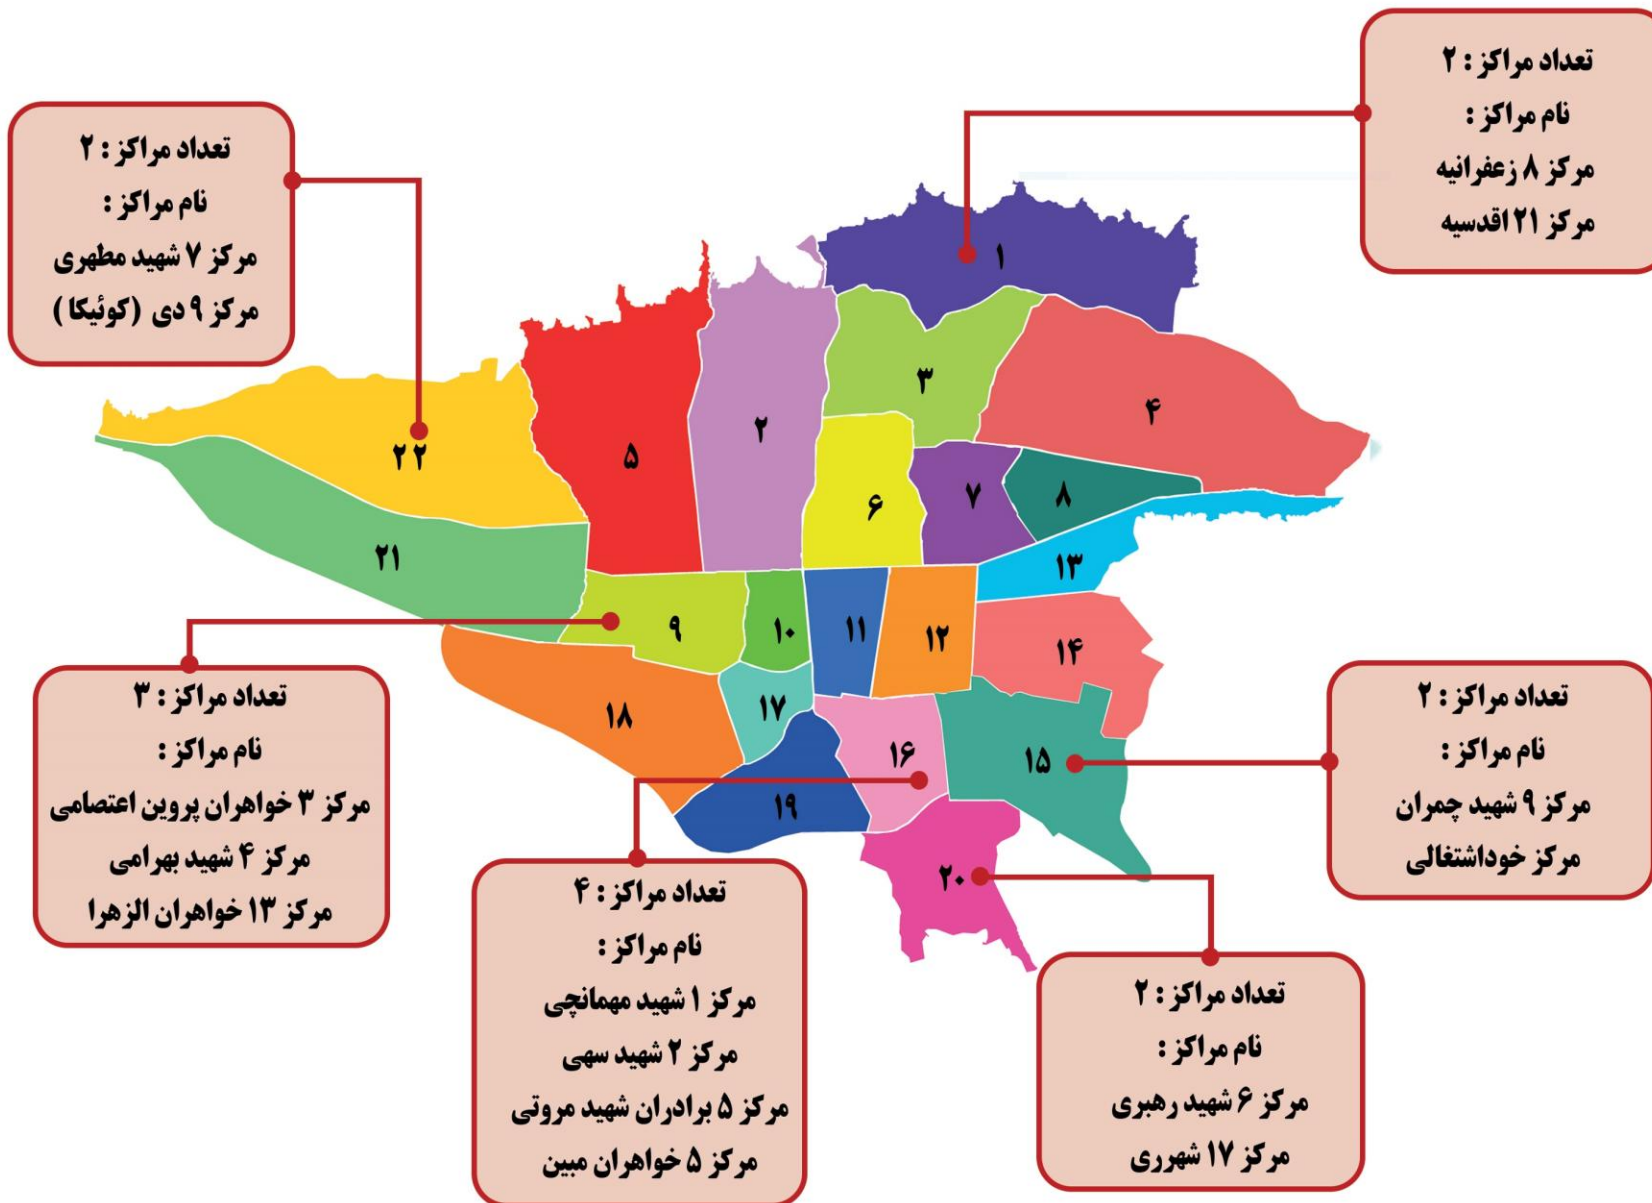 تعداد مراکز : ۲
نام مراکز :
مرکز ۸ زعفرانیه
مرکز ۲۱ اقدسیه
تعداد مراکز : ۲
نام مراکز :
مرکز ۷ شهید مطهری
مرکز ۹ دی (کوئیکا)
۱
۳
۴
۲
۵
۲۲
۶
۷
۸
۲۱
۱۳
۹
۱۰
۱۱
۱۲
۱۴
۱۸
۱۷
۱۶
۱۵
۱۹
۲۰
تعداد مراکز : ۳
نام مراکز :
مرکز ۳ خواهران پروین اعتصامی
مرکز ۴ شهید بهرامی
مرکز ۱۳ خواهران الزهرا
تعداد مراکز : ۲
نام مراکز :
مرکز ۹ شهید چمران
مرکز خوداشتغالی
تعداد مراکز : ۴
نام مراکز :
مرکز ۱ شهید مهمانچی
مرکز ۲ شهید سهی
مرکز ۵ برادران شهید مروتی
مرکز ۵ خواهران مبین
تعداد مراکز : ۲
نام مراکز :
مرکز ۶ شهید رهبری
مرکز ۱۷ شهرری